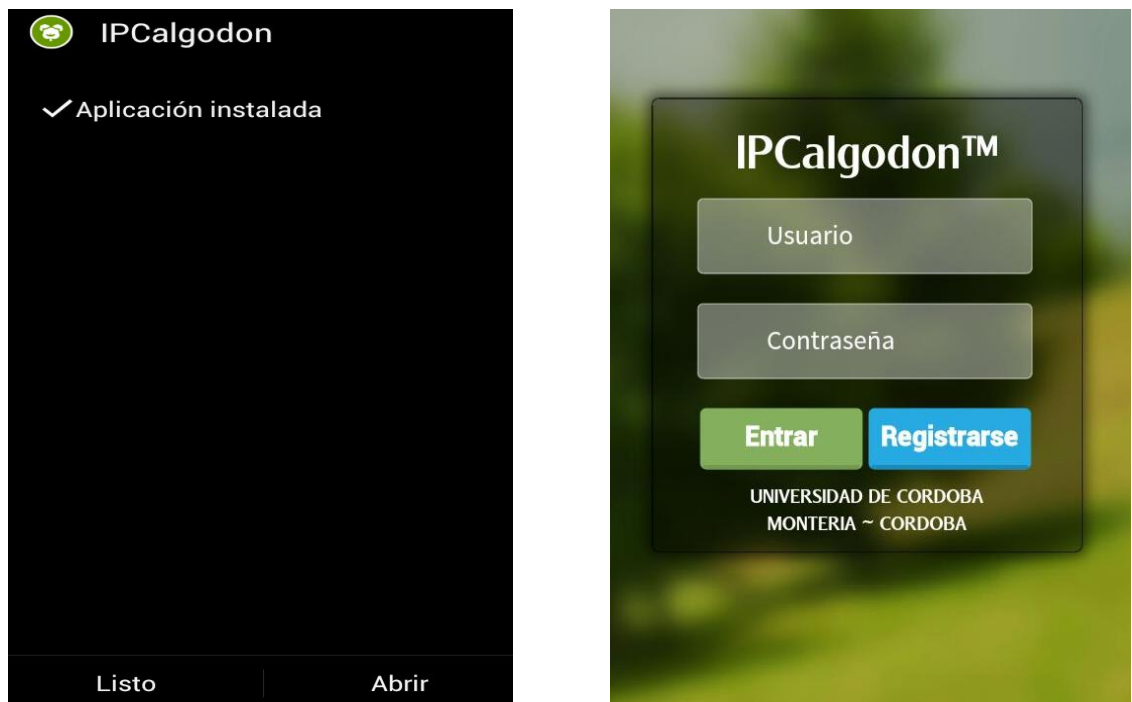 IPCalgodon
Aplicación instalada
Listo
Abrir
IPCalgodon™
Usuario
Contraseña
Entrar
Registrarse
UNIVERSIDAD DE CORDOBA
MONTERIA ~ CORDOBA